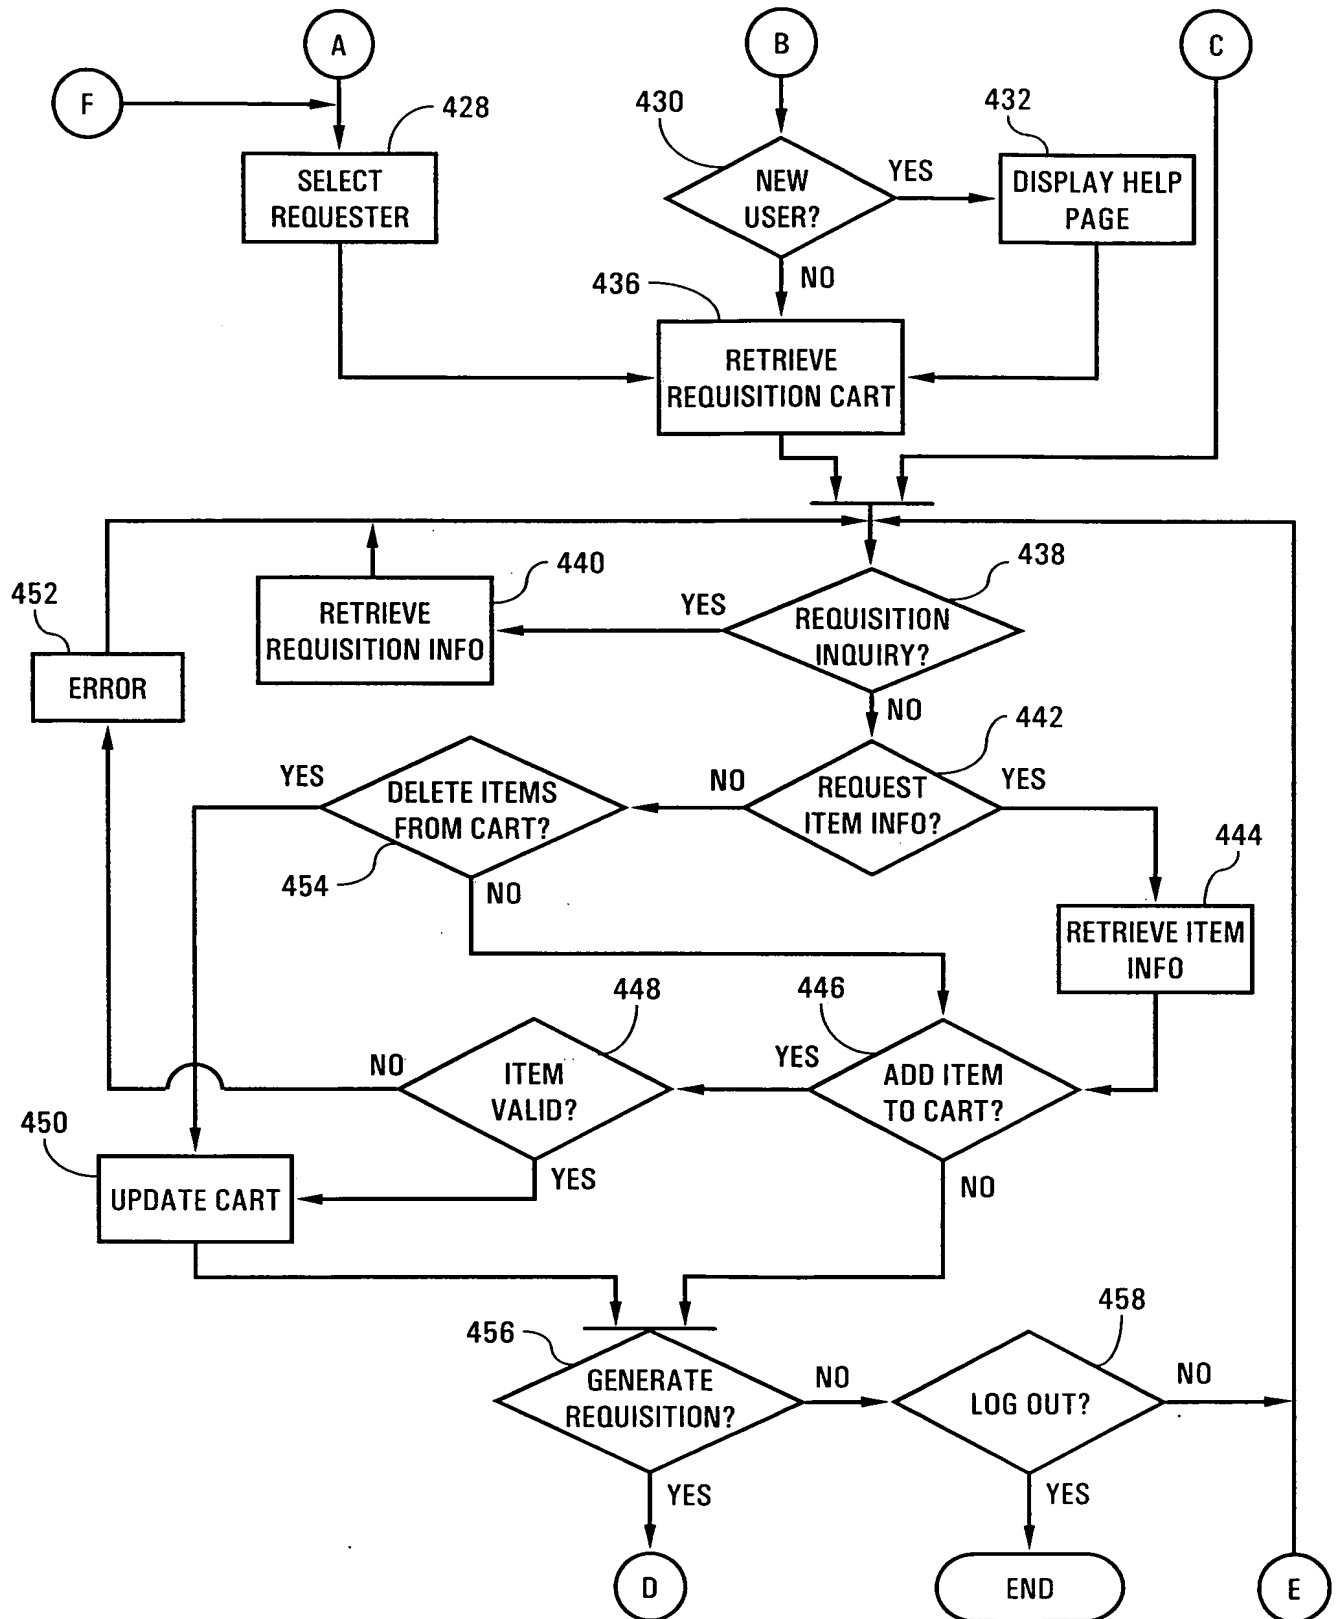 A
B
C
F
428
430
432
SELECT
REQUESTER
NEW
USER?
YES
DISPLAY HELP
PAGE
NO
436
RETRIEVE
REQUISITION CART
438
440
452
RETRIEVE
REQUISITION INFO
YES
REQUISITION
INQUIRY?
ERROR
NO
442
YES
DELETE ITEMS
FROM CART?
NO
REQUEST
ITEM INFO?
YES
444
454
NO
RETRIEVE ITEM
INFO
448
446
NO
ITEM
VALID?
YES
ADD ITEM
TO CART?
450
UPDATE CART
YES
NO
458
456
GENERATE
REQUISITION?
NO
LOG OUT?
NO
YES
YES
D
END
E